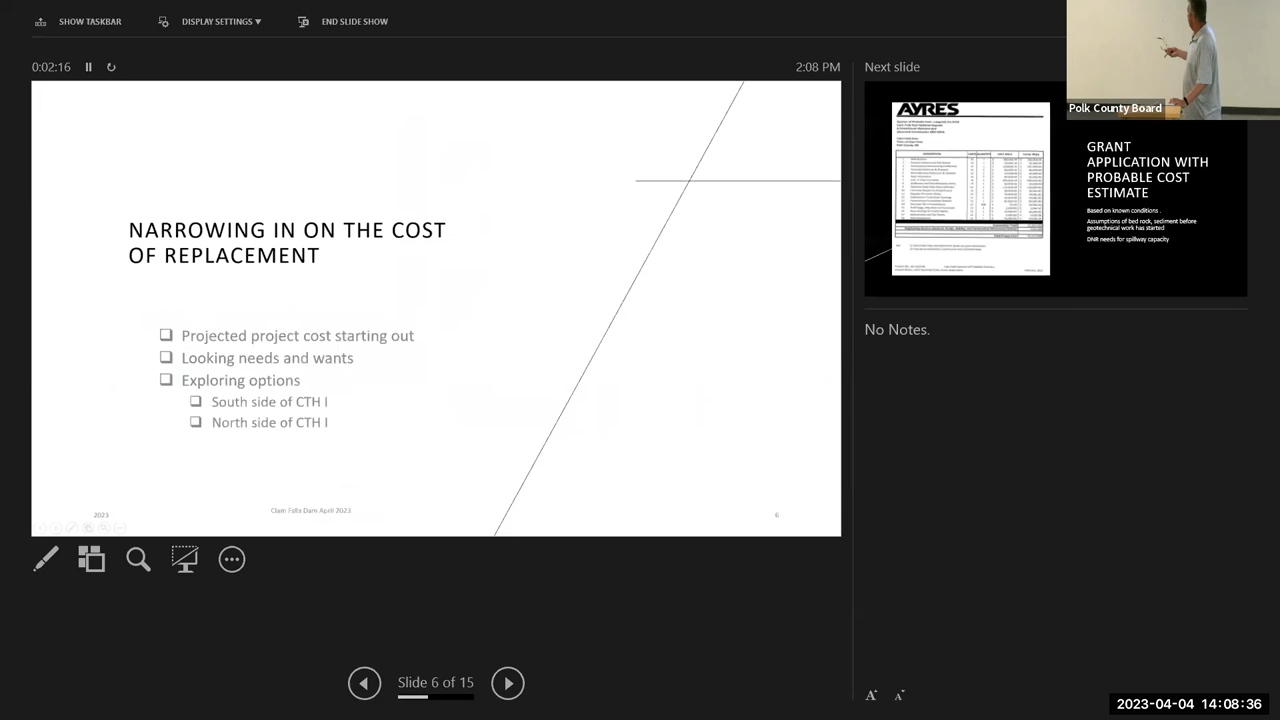 SHOW TASKBAR
DISPLAY SETTINGS
END SLIDE SHOW
0:02:16
2:08 PM
NARROWING IN ON THE COST
OF REPLACEMENT
Projected project cost starting out
Looking needs and wants
Exploring options
South side of CTH I
North side of CTH I
2023
Clam Falls Dam April 2023
6
Slide 6 of 15
Next slide
AYRES
GRANT
APPLICATION WITH
PROBABLE COST
ESTIMATE
Based on known conditions
assumptions of bed rock, sediment before
geotechnical work has started
DNR needs for spillway capacity
No Notes.
Polk County Board
2023-04-04 14:08:36